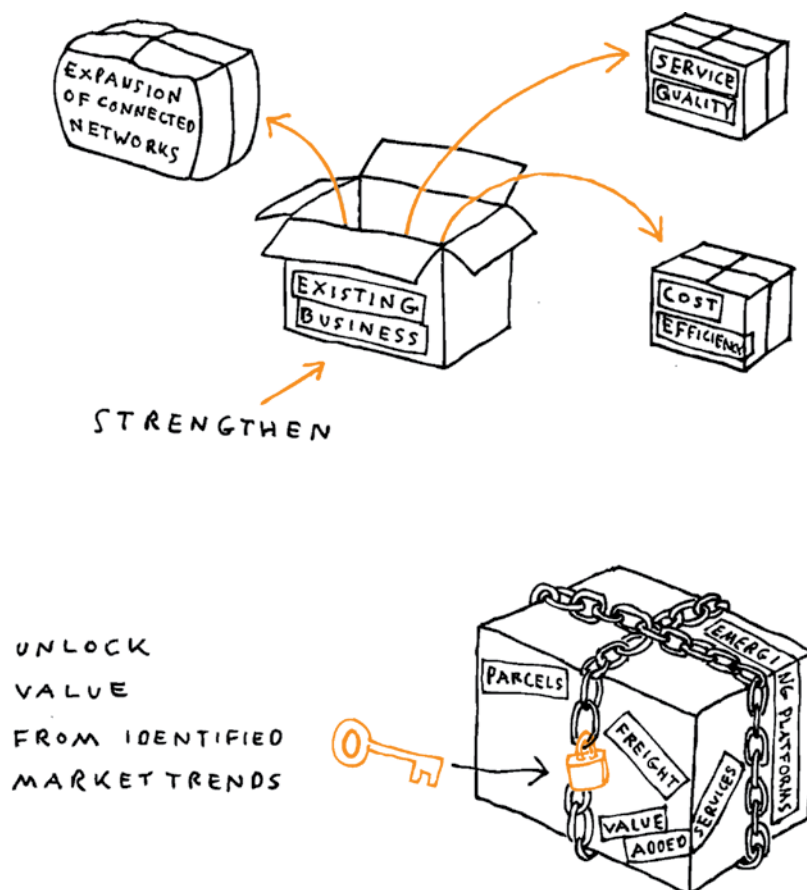 EXPANSION
OF CONNECTED
NETWORKS
SERVICE
QUALITY
EXISTING
BUSINESS
COST
EFFICIENCY
STRENGTHEN
UNLOCK
VALUE
FROM IDENTIFIED
MARKET TRENDS
PARCELS
EMERGING PLATFORMS
FREIGHT
VALUE
ADDED
SERVICES